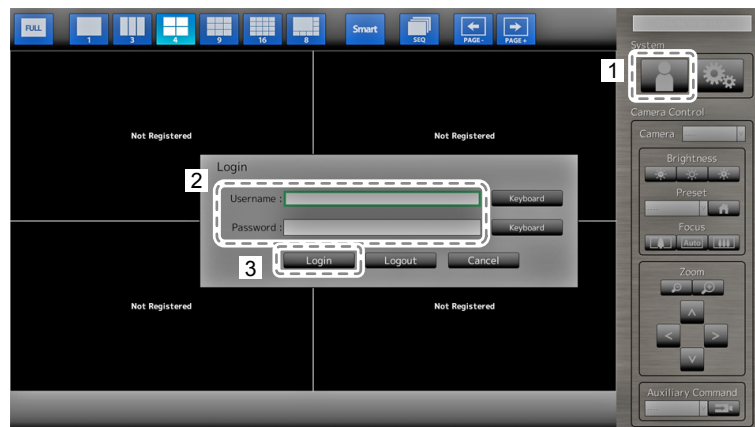 FULL
1
3
4
9
16
8
Smart
SEQ
PAGE-
PAGE+
System
1
Camera Control
Camera
Brightness
Preset
Focus
Auto
Zoom
Auxiliary Command
Not Registered
Not Registered
Login
2
Username :
Keyboard
Password :
Keyboard
3
Login
Logout
Cancel
Not Registered
Not Registered